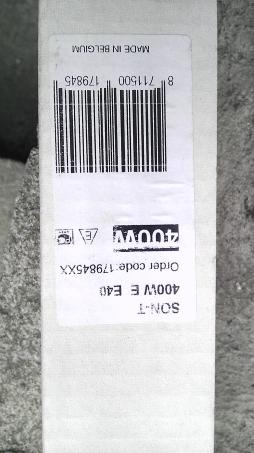 SON-T
400W E E40
Order code: 179845XX
400W
8 711500 179845
MADE IN BELGIUM